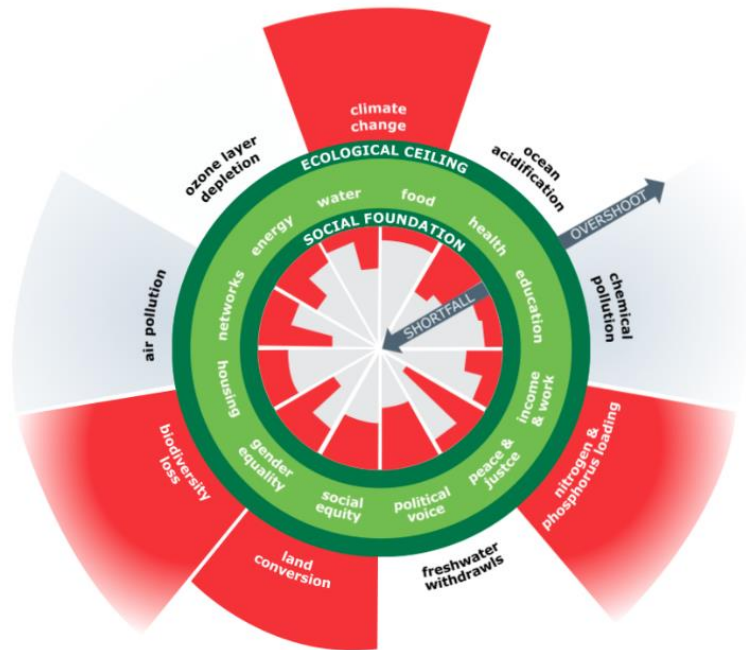 climate
change
ozone layer
depletion
ocean
acidification
ECOLOGICAL CEILING
water
food
energy
health
SOCIAL FOUNDATION
OVERSHOOT
networks
education
SHORTFALL
air pollution
chemical
pollution
housing
income
& work
biodiversity
loss
gender
equality
social
equity
political
voice
peace &
justce
nitrogen &
phosphorus loading
land
conversion
freshwater
withdrawls